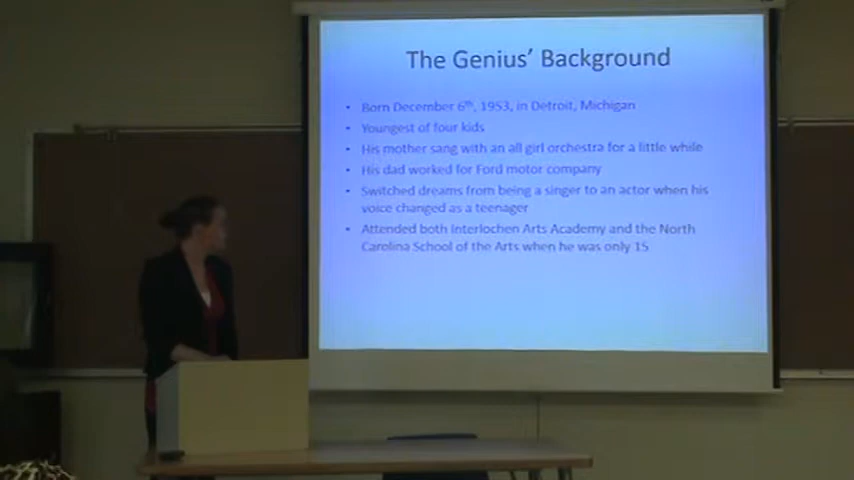 The Genius' Background
• Born December 6th, 1953, in Detroit, Michigan
• Youngest of four kids
• His mother sang with an all girl orchestra for a little while
• His dad worked for Ford motor company
• Switched dreams from being a singer to an actor when his
voice changed as a teenager
• Attended both Interlochen Arts Academy and the North
Carolina School of the Arts when he was only 15